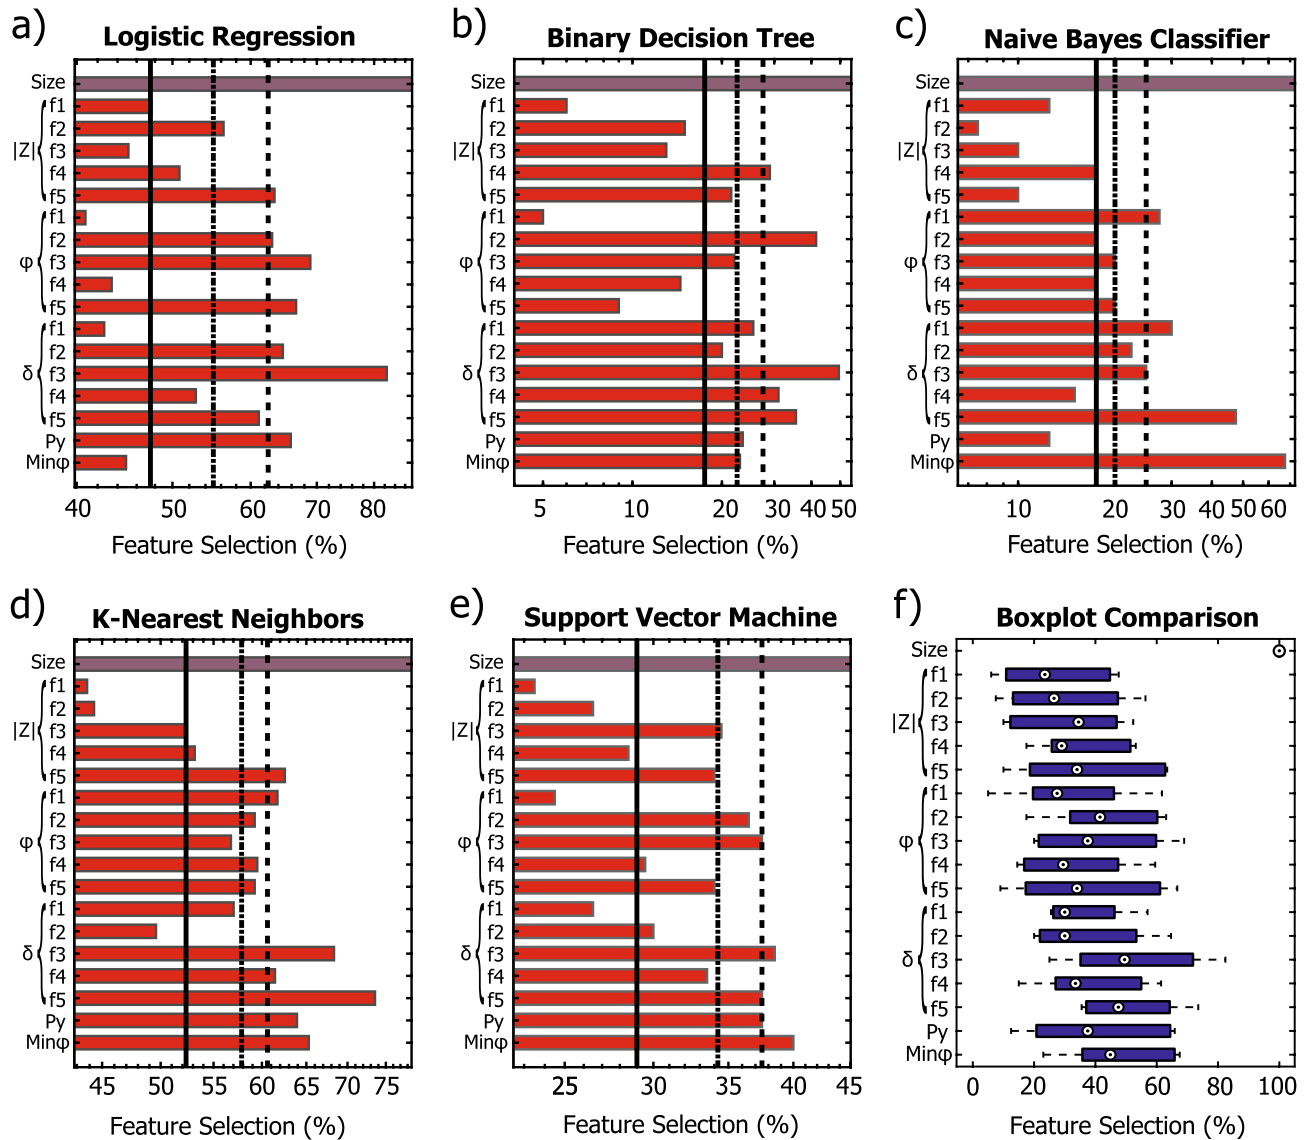 a) Logistic Regression
Size
|Z| f1
f2
f3
f4
f5
φ f1
f2
f3
f4
f5
δ f1
f2
f3
f4
f5
Py
Minφ
40 50 60 70 80
Feature Selection (%)
b) Binary Decision Tree
Size
|Z| f1
f2
f3
f4
f5
φ f1
f2
f3
f4
f5
δ f1
f2
f3
f4
f5
Py
Minφ
5 10 20 30 40 50
Feature Selection (%)
c) Naive Bayes Classifier
Size
|Z| f1
f2
f3
f4
f5
φ f1
f2
f3
f4
f5
δ f1
f2
f3
f4
f5
Py
Minφ
10 20 30 40 50 60
Feature Selection (%)
d) K-Nearest Neighbors
Size
|Z| f1
f2
f3
f4
f5
φ f1
f2
f3
f4
f5
δ f1
f2
f3
f4
f5
Py
Minφ
45 50 55 60 65 70 75
Feature Selection (%)
e) Support Vector Machine
Size
|Z| f1
f2
f3
f4
f5
φ f1
f2
f3
f4
f5
δ f1
f2
f3
f4
f5
Py
Minφ
25 30 35 40 45
Feature Selection (%)
f) Boxplot Comparison
Size
|Z| f1
f2
f3
f4
f5
φ f1
f2
f3
f4
f5
δ f1
f2
f3
f4
f5
Py
Minφ
0 20 40 60 80 100
Feature Selection (%)